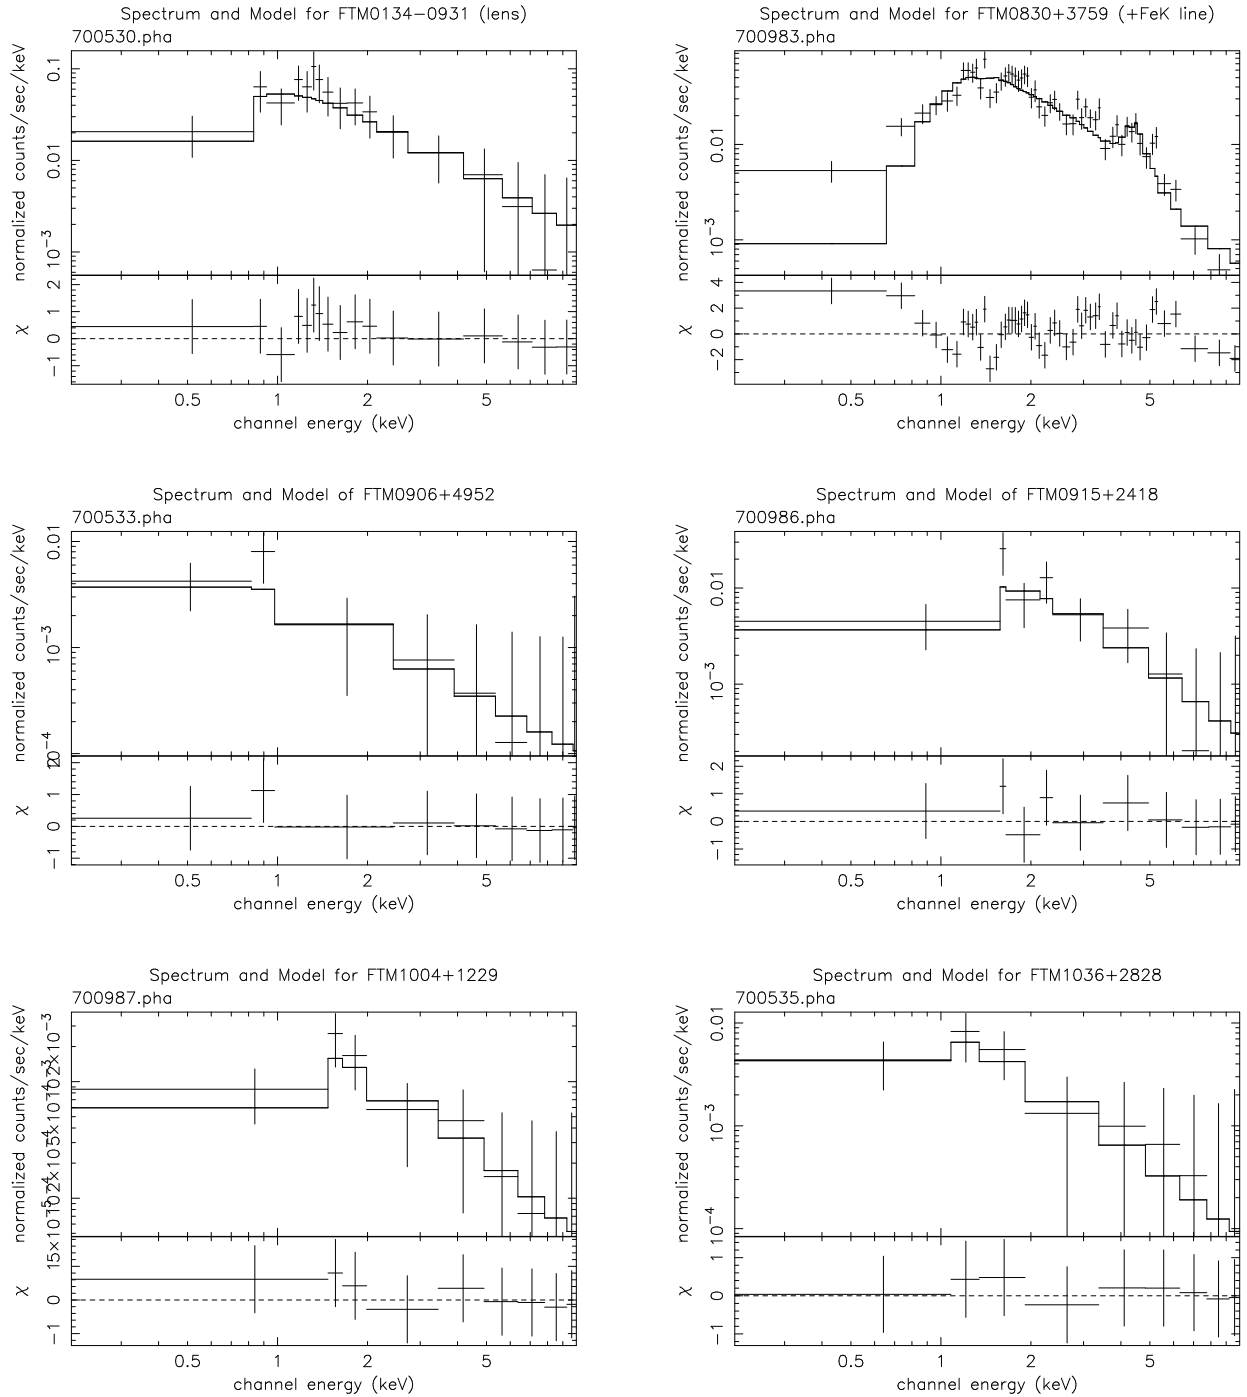 Spectrum and Model for FTM0134-0931 (lens)
700530.pha
normalized counts/sec/keV
0.1
0.01
10⁻³
χ
2
1
0
-1
0.5 1 2 5
channel energy (keV)
Spectrum and Model for FTM0830+3759 (+FeK line)
700983.pha
normalized counts/sec/keV
0.01
10⁻³
χ
4
2
0
-2
0.5 1 2 5
channel energy (keV)
Spectrum and Model of FTM0906+4952
700533.pha
normalized counts/sec/keV
0.01
10⁻³
10⁻⁴
χ
2
1
0
-1
0.5 1 2 5
channel energy (keV)
Spectrum and Model of FTM0915+2418
700986.pha
normalized counts/sec/keV
0.01
10⁻³
χ
2
1
0
-1
0.5 1 2 5
channel energy (keV)
Spectrum and Model for FTM1004+1229
700987.pha
normalized counts/sec/keV
2×10⁻³
χ
1
0
-1
0.5 1 2 5
channel energy (keV)
Spectrum and Model for FTM1036+2828
700535.pha
normalized counts/sec/keV
0.01
10⁻³
10⁻⁴
χ
1
0
-1
0.5 1 2 5
channel energy (keV)